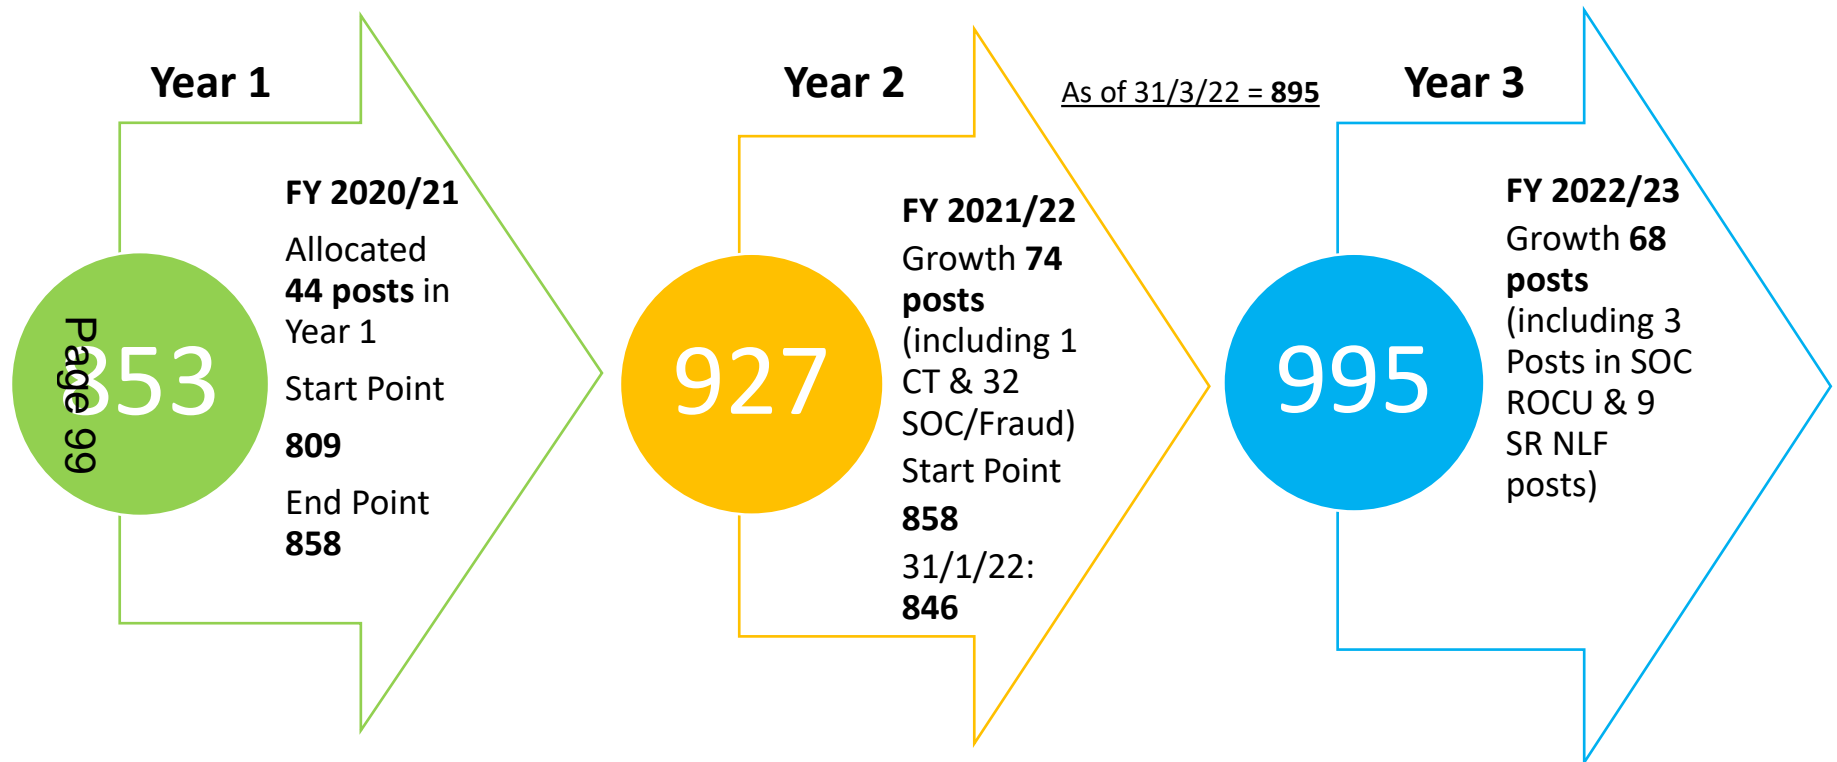 Year 1
FY 2020/21
Allocated
44 posts in
Year 1
Start Point
809
End Point
858
853
Page 99
Year 2
FY 2021/22
Growth 74
posts
(including 1
CT & 32
SOC/Fraud)
Start Point
858
31/1/22:
846
927
As of 31/3/22 = 895
Year 3
FY 2022/23
Growth 68
posts
(including 3
Posts in SOC
ROCU & 9
SR NLF
posts)
995